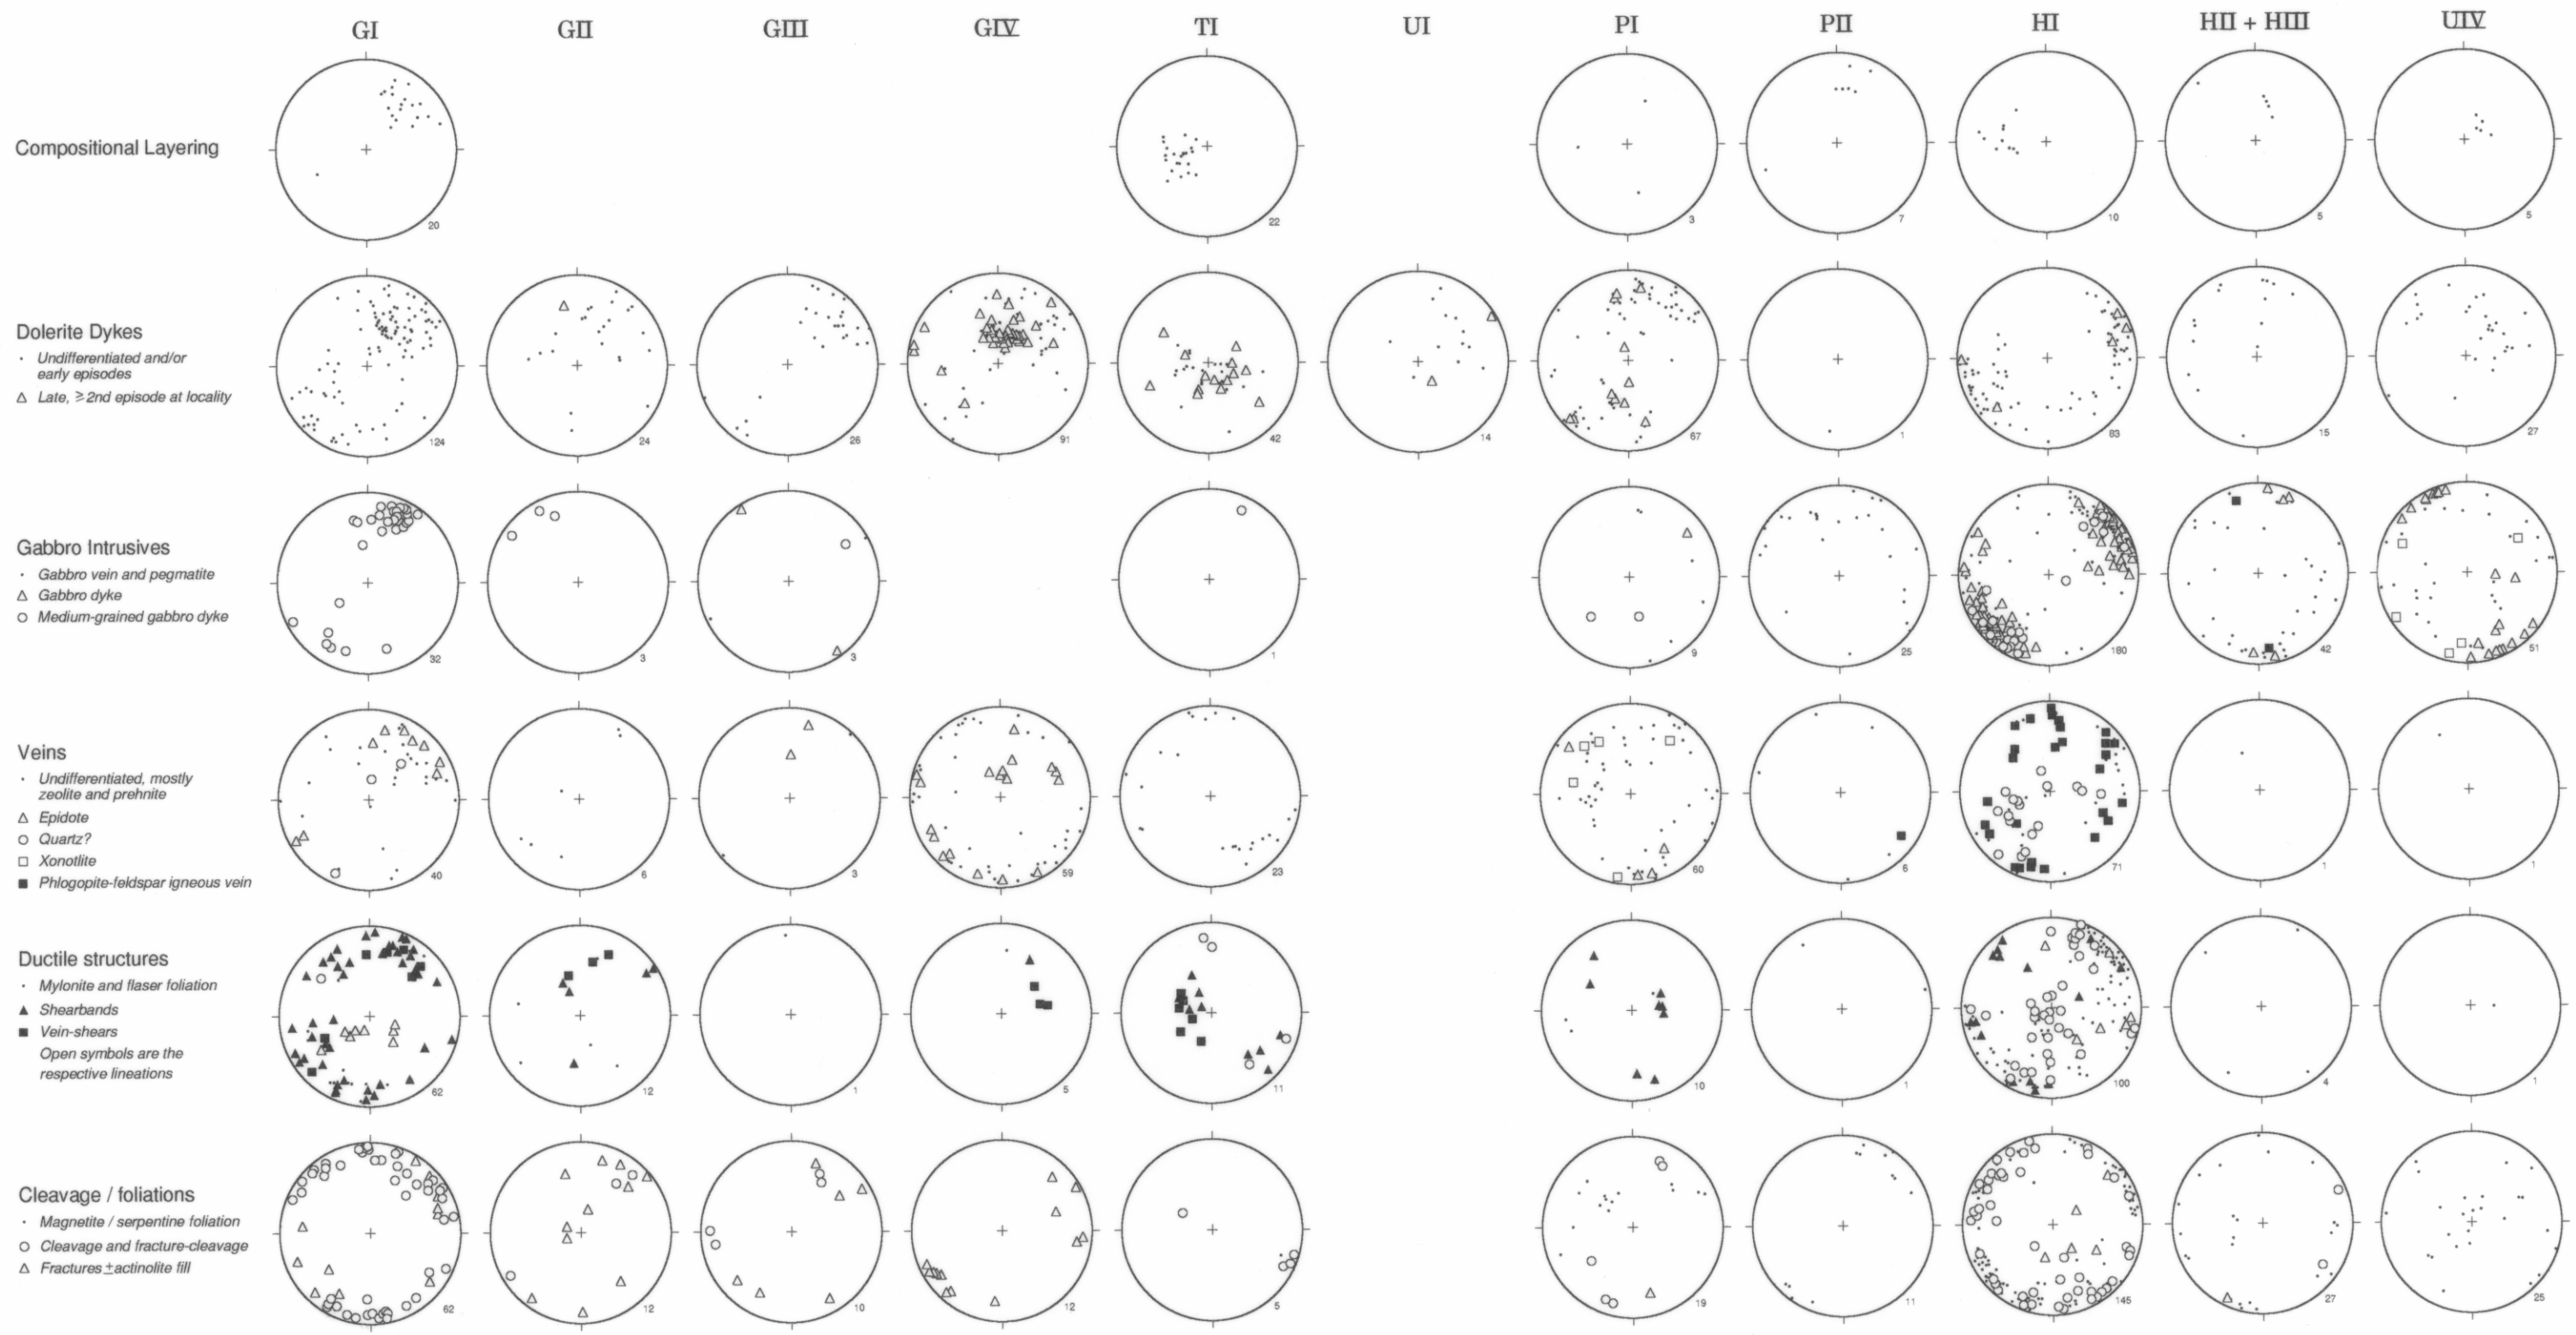 GI GII GIII GIV TI UI PI PII HI HII + HIII UIV
Compositional Layering
20 22 3 7 10 5 5
Dolerite Dykes
· Undifferentiated and/or
early episodes
△ Late, ≥2nd episode at locality
124 24 26 91 42 14 67 1 83 15 27
Gabbro Intrusives
· Gabbro vein and pegmatite
△ Gabbro dyke
○ Medium-grained gabbro dyke
32 3 3 1 9 25 180 42 51
Veins
· Undifferentiated, mostly
zeolite and prehnite
△ Epidote
○ Quartz?
□ Xonotlite
■ Phlogopite-feldspar igneous vein
40 6 3 59 23 60 6 71 1 1
Ductile structures
· Mylonite and flaser foliation
▲ Shearbands
■ Vein-shears
Open symbols are the
respective lineations
62 12 1 5 11 10 1 100 4 1
Cleavage / foliations
· Magnetite / serpentine foliation
○ Cleavage and fracture-cleavage
△ Fractures ± actinolite fill
62 12 10 12 5 19 11 145 27 25